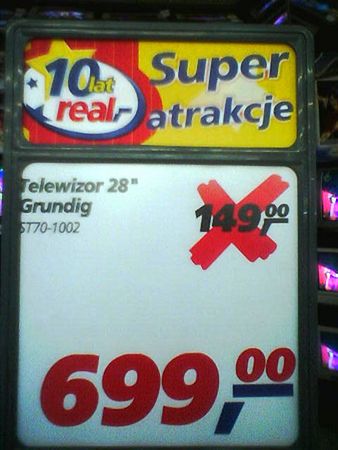 10 lat
real,-
Super
atrakcje
Telewizor 28"
Grundig
ST70-1002
149,00
699,00